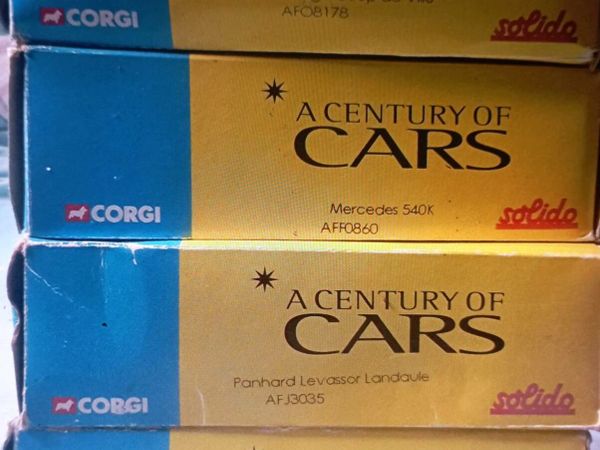 AFO8178
CORGI
solido
A CENTURY OF
CARS
Mercedes 540K
AFF0860
CORGI
solido
A CENTURY OF
CARS
Panhard Levassor Landaule
AFJ3035
CORGI
solido